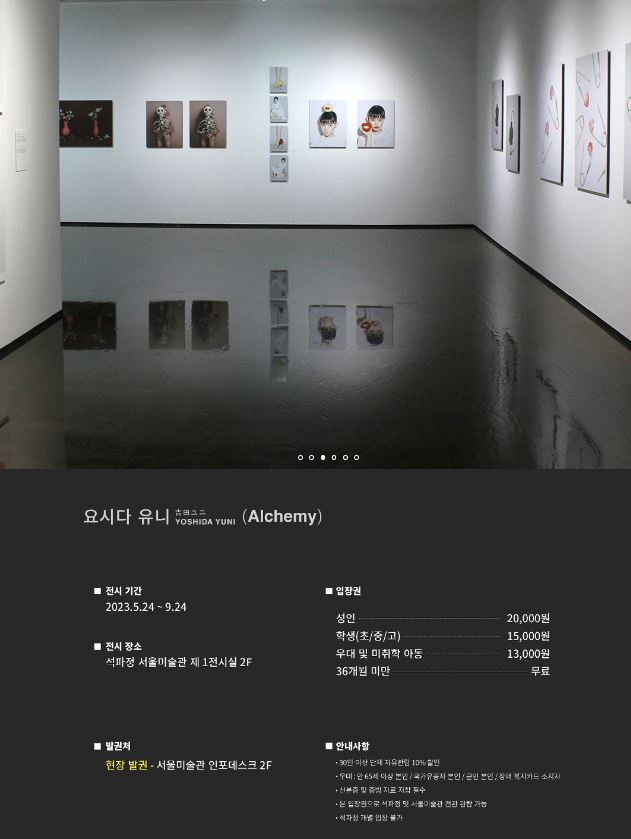 요시다 유니 吉田ユニ YOSHIDA YUNI (Alchemy)
■ 전시 기간
2023.5.24 ~ 9.24
■ 전시 장소
석파정 서울미술관 제 1전시실 2F
■ 입장권
성인 20,000원
학생(초/중/고) 15,000원
우대 및 미취학 아동 13,000원
36개월 미만 무료
■ 발권처
현장 발권 - 서울미술관 인포데스크 2F
■ 안내사항
• 30인 이상 단체 자유관람 10% 할인
• 우대 : 만 65세 이상 본인 / 국가유공자 본인 / 군인 본인 / 장애 복지카드 소지자
• 신분증 및 증빙 자료 지참 필수
• 본 입장권으로 석파정 및 서울미술관 전관 관람 가능
• 석파정 개별 입장 불가